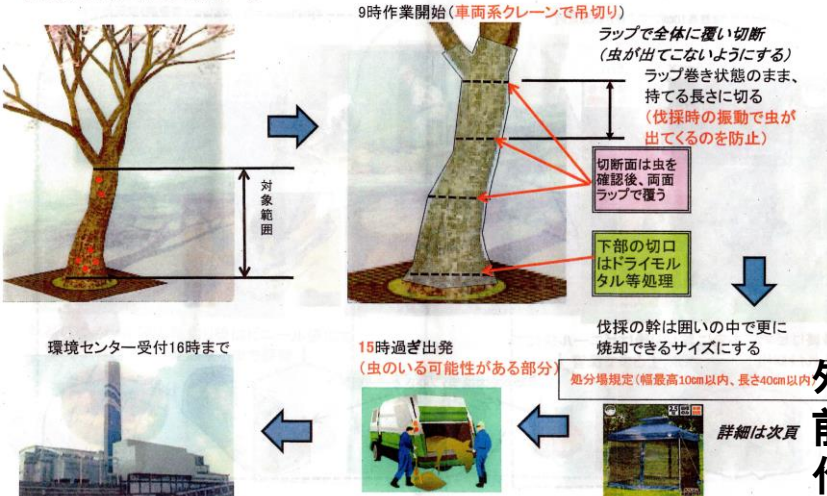 9時作業開始(車両系クレーンで吊切り)
ラップで全体に覆い切断
(虫が出てこないようにする)
ラップ巻き状態のまま、
持てる長さに切る
(伐採時の振動で虫が
出てくるのを防止)
対象範囲
切断面は虫を
確認後、両面
ラップで覆う
下部の切口
はドライモル
タル等処理
伐採の幹は囲いの中で更に
焼却できるサイズにする
処分場規定(幅最高10cm以内、長さ40cm以内)
詳細は次頁
15時過ぎ出発
(虫のいる可能性がある部分)
環境センター受付16時まで
前